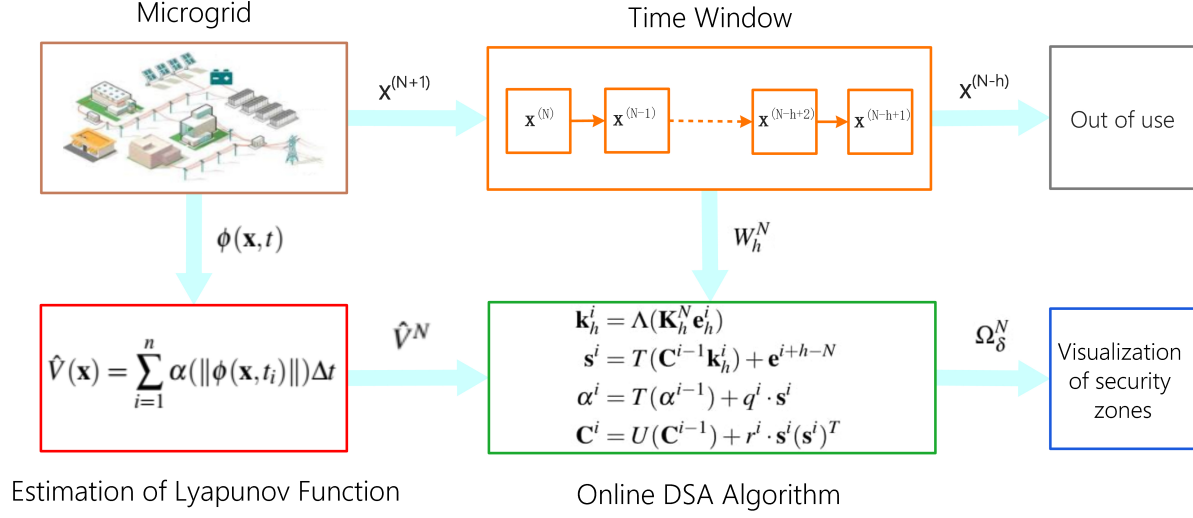 Microgrid
Time Window
x^(N+1)
x^(N)
x^(N-1)
x^(N-h+2)
x^(N-h+1)
x^(N-h)
Out of use
ϕ(x,t)
W_h^N
V̂(x) = ∑_{i=1}^{n} α(‖ϕ(x,t_i)‖)Δt
V̂^N
k_h^i = Λ(K_h^N e_h^i)
s^i = T(C^{i-1} k_h^i) + e^{i+h-N}
α^i = T(α^{i-1}) + q^i · s^i
C^i = U(C^{i-1}) + r^i · s^i(s^i)^T
Ω_δ^N
Visualization
of security
zones
Estimation of Lyapunov Function
Online DSA Algorithm